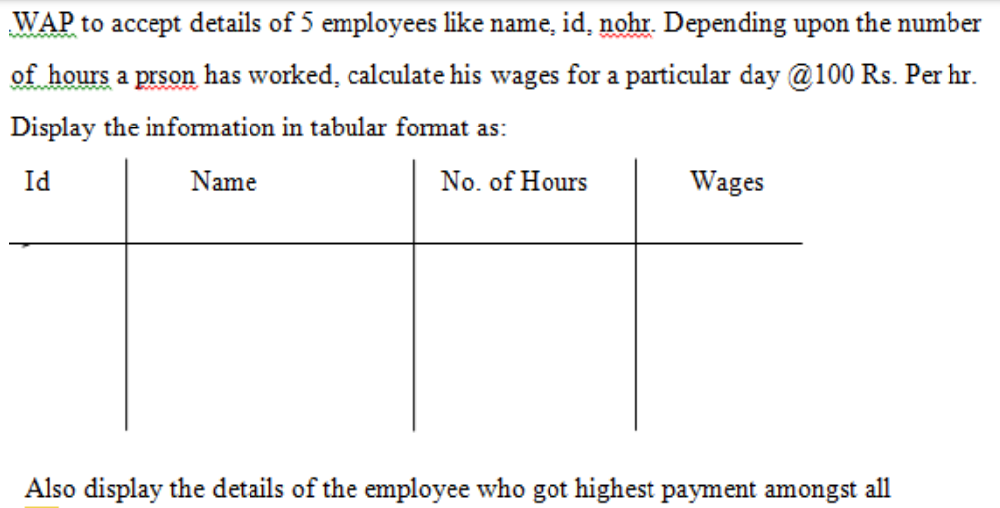 WAP to accept details of 5 employees like name, id, nohr. Depending upon the number
of hours a prson has worked, calculate his wages for a particular day @100 Rs. Per hr.
Display the information in tabular format as:
Id Name No. of Hours Wages
Also display the details of the employee who got highest payment amongst all